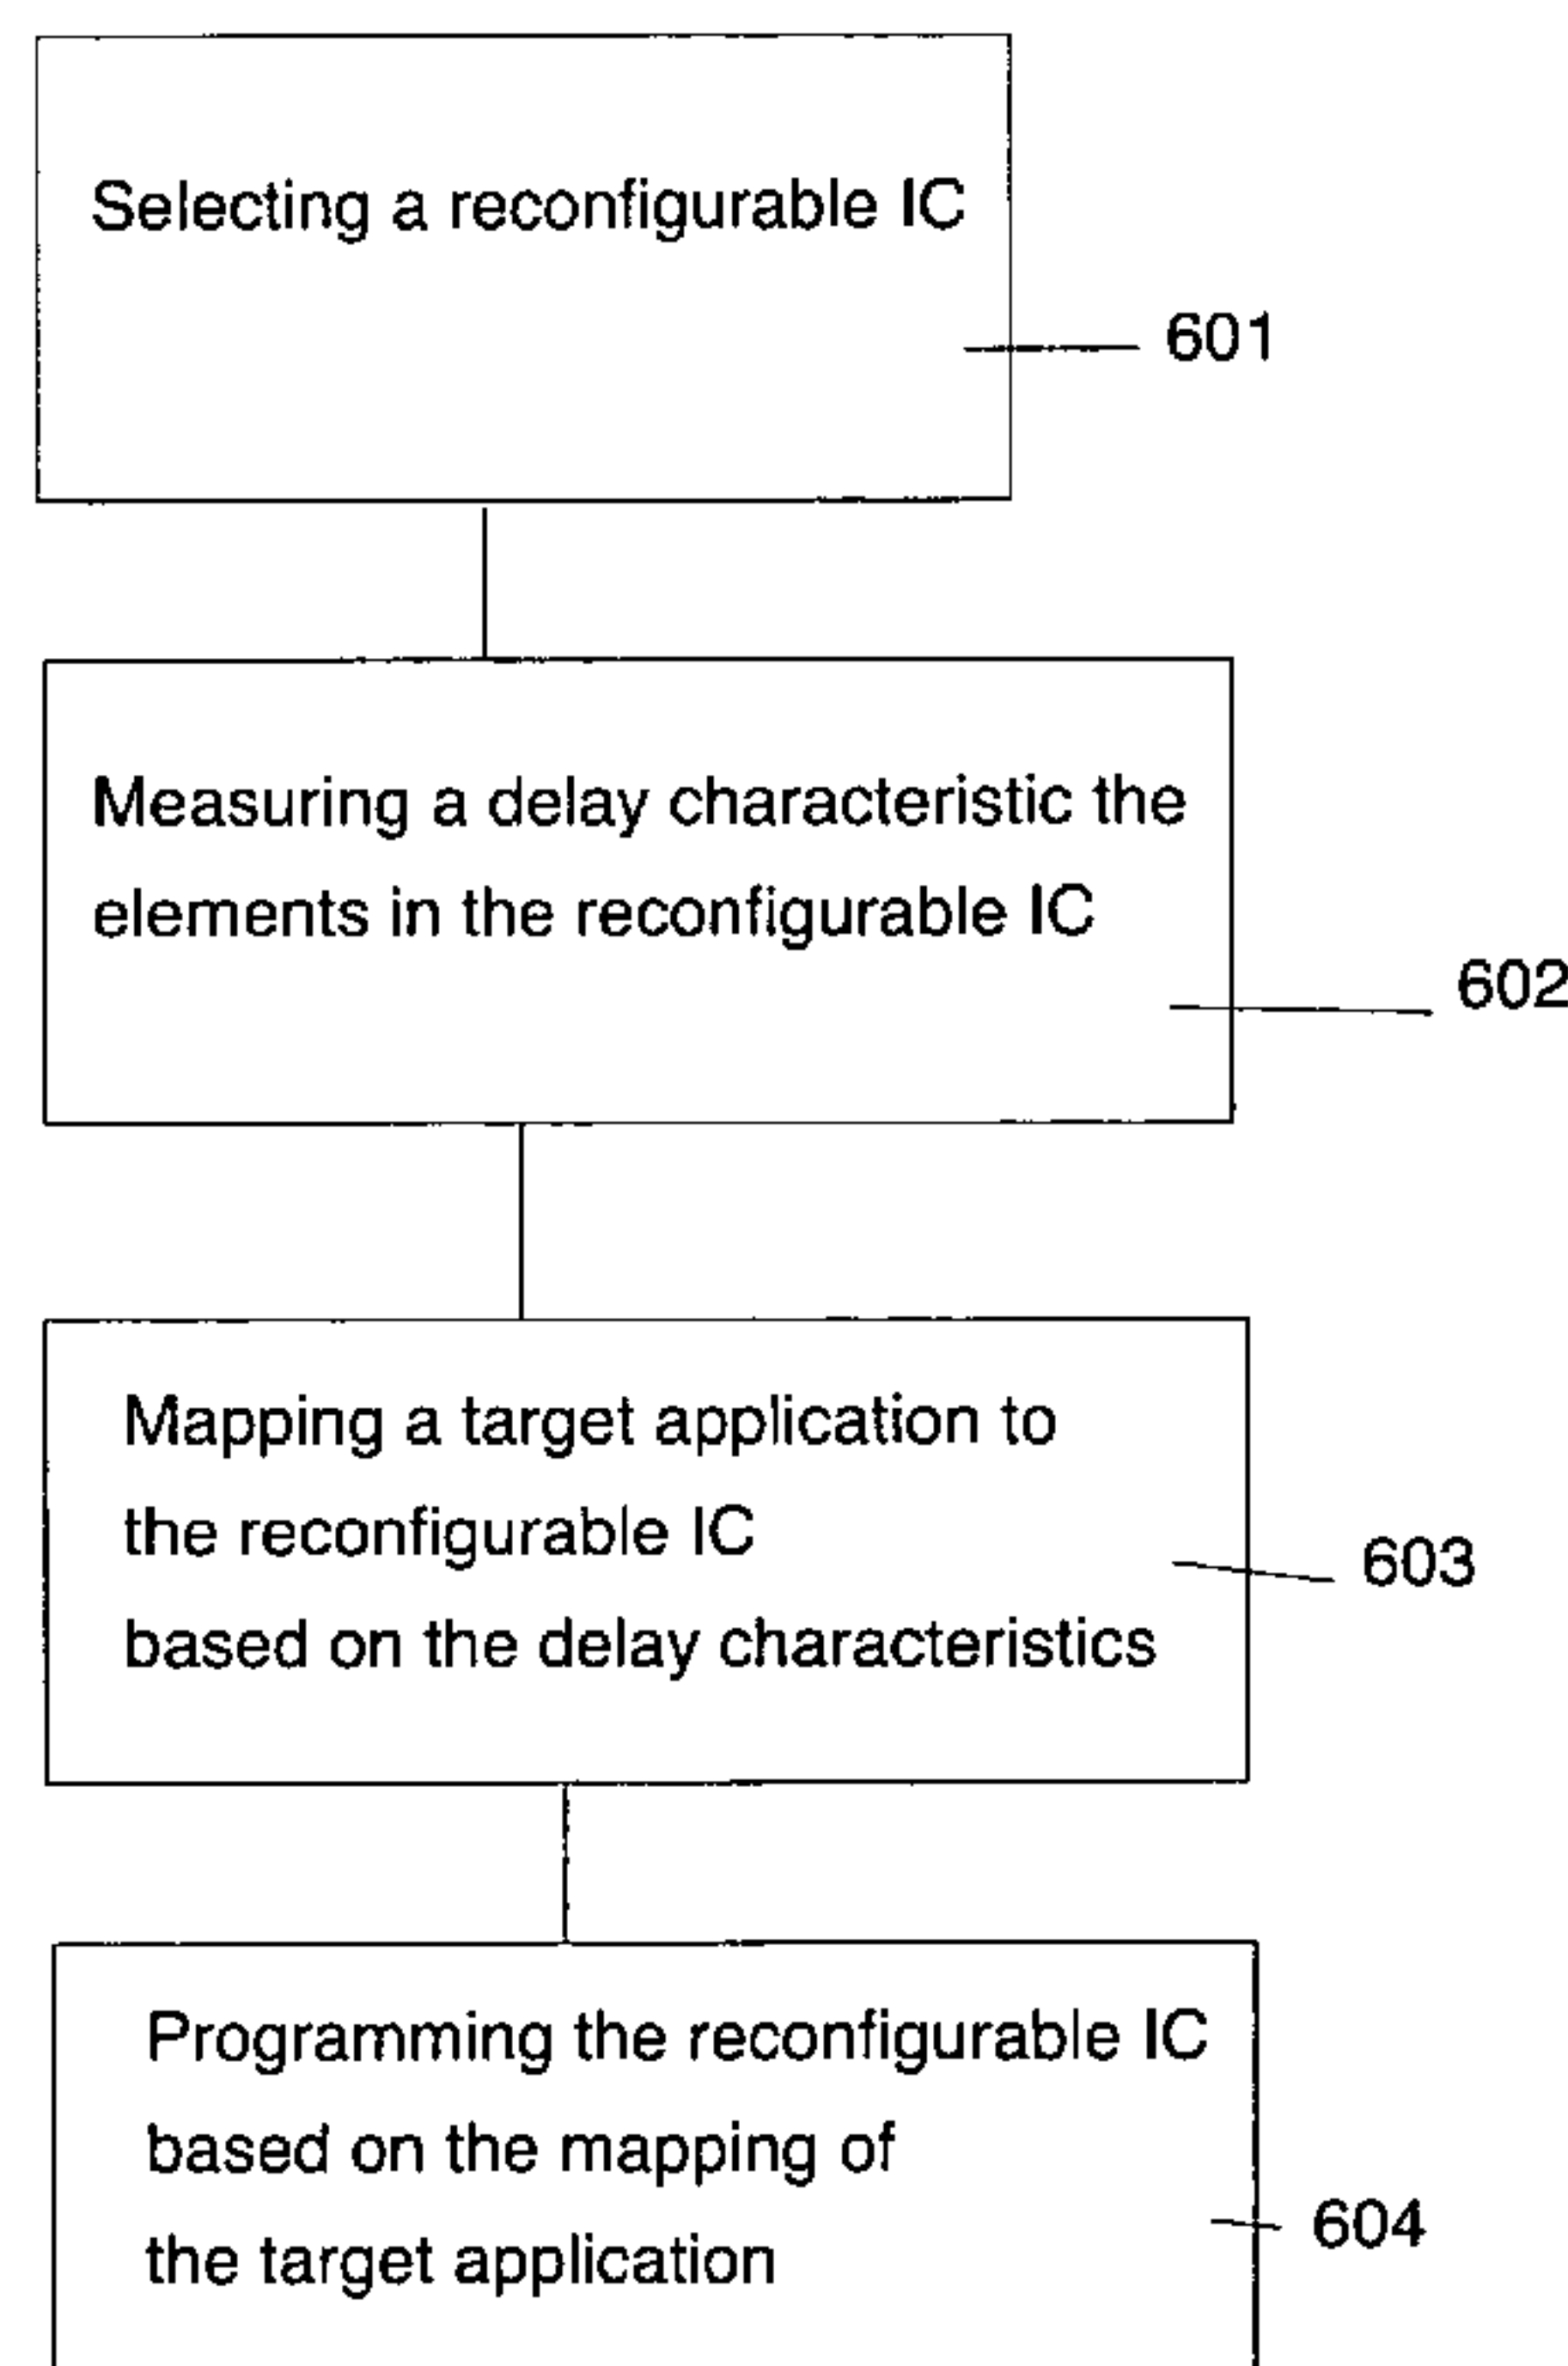 Selecting a reconfigurable IC
601
Measuring a delay characteristic the
elements in the reconfigurable IC
602
Mapping a target application to
the reconfigurable IC
based on the delay characteristics
603
Programming the reconfigurable IC
based on the mapping of
the target application
604